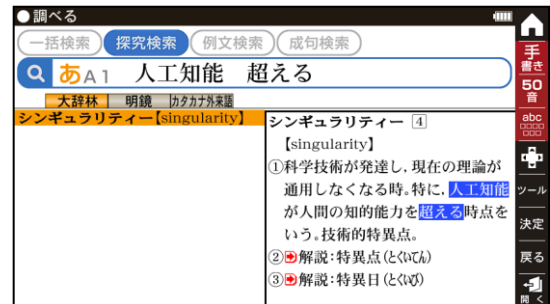 ●調べる
一括検索 探究検索 例文検索 成句検索
あA1 人工知能 超える
大辞林 明鏡 カタカナ外来語
シンギュラリティー【singularity】
シンギュラリティー 4
【singularity】
①科学技術が発達し,現在の理論が
通用しなくなる時。特に,人工知能
が人間の知的能力を超える時点を
いう。技術的特異点。
②解説:特異点(とくいてん)
③解説:特異日(とくいび)
手書き
50音
abc
ツール
決定
戻る
開く